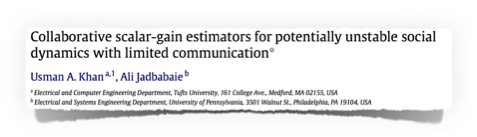 Collaborative scalar-gain estimators for potentially unstable social
dynamics with limited communication☆
Usman A. Khan a,1, Ali Jadbabaie b
a Electrical and Computer Engineering Department, Tufts University, 161 College Ave., Medford, MA 02155, USA
b Electrical and Systems Engineering Department, University of Pennsylvania, 3501 Walnut St., Philadelphia, PA 19104, USA